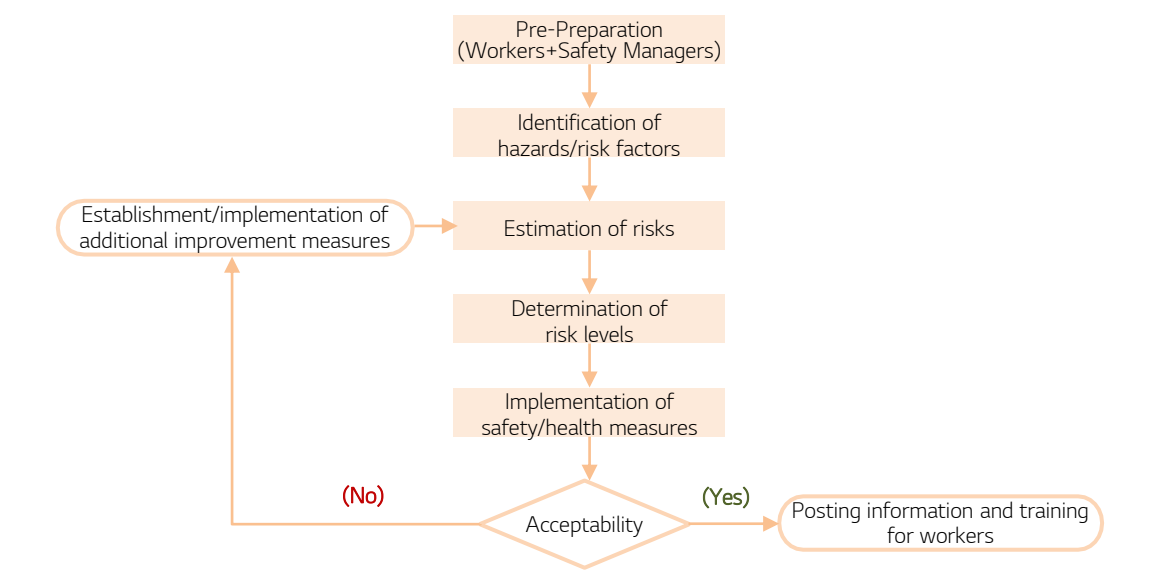 Pre-Preparation
(Workers+Safety Managers)
Identification of
hazards/risk factors
Establishment/implementation of
additional improvement measures
Estimation of risks
Determination of
risk levels
Implementation of
safety/health measures
(No)
(Yes)
Acceptability
Posting information and training
for workers